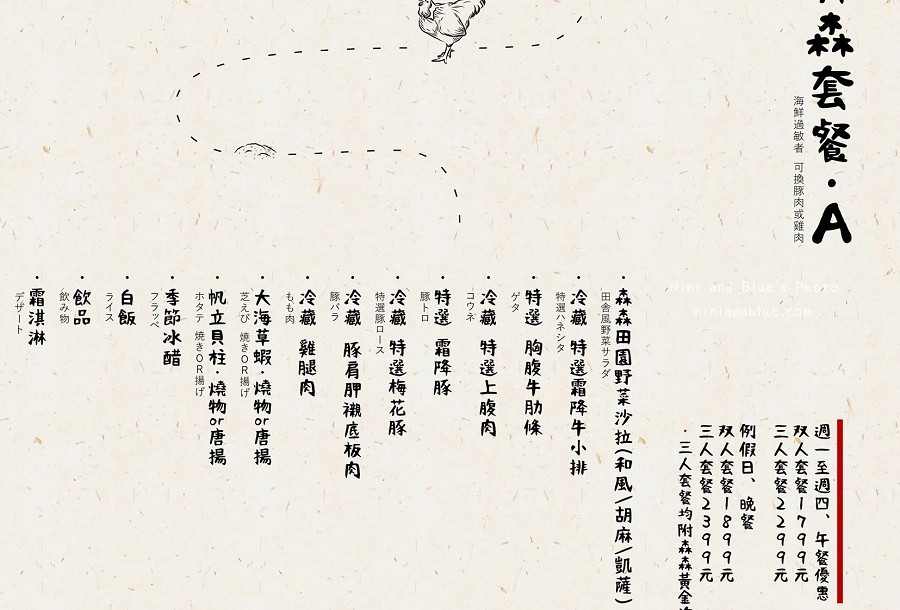 森套餐・A
海鮮過敏者 可換豚肉或雞肉
Nini and Blue's Photo
niniandblue.com
週一至週四、午餐優惠
双人套餐1799元
三人套餐2299元
例假日、晚餐
双人套餐1899元
三人套餐2399元
・三人套餐均附森森黃金
・森森田園野菜沙拉(和風/胡麻/凱薩)
田舎風野菜サラダ
・冷藏 特選霜降牛小排
特選ハネシタ
・特選 胸腹牛肋條
ゲタ
・冷藏 特選上腹肉
コウネ
・特選 霜降豚
豚トロ
・冷藏 特選梅花豚
特選豚ロース
・冷藏 豚肩胛襯底板肉
豚バラ
・冷藏 雞腿肉
もも肉
・大海草蝦・燒物or唐揚
芝えび 焼きOR揚げ
・帆立貝柱・燒物or唐揚
ホタテ 焼きOR揚げ
・季節冰醋
フラッペ
・白飯
ライス
・飲品
飲み物
・霜淇淋
デザート